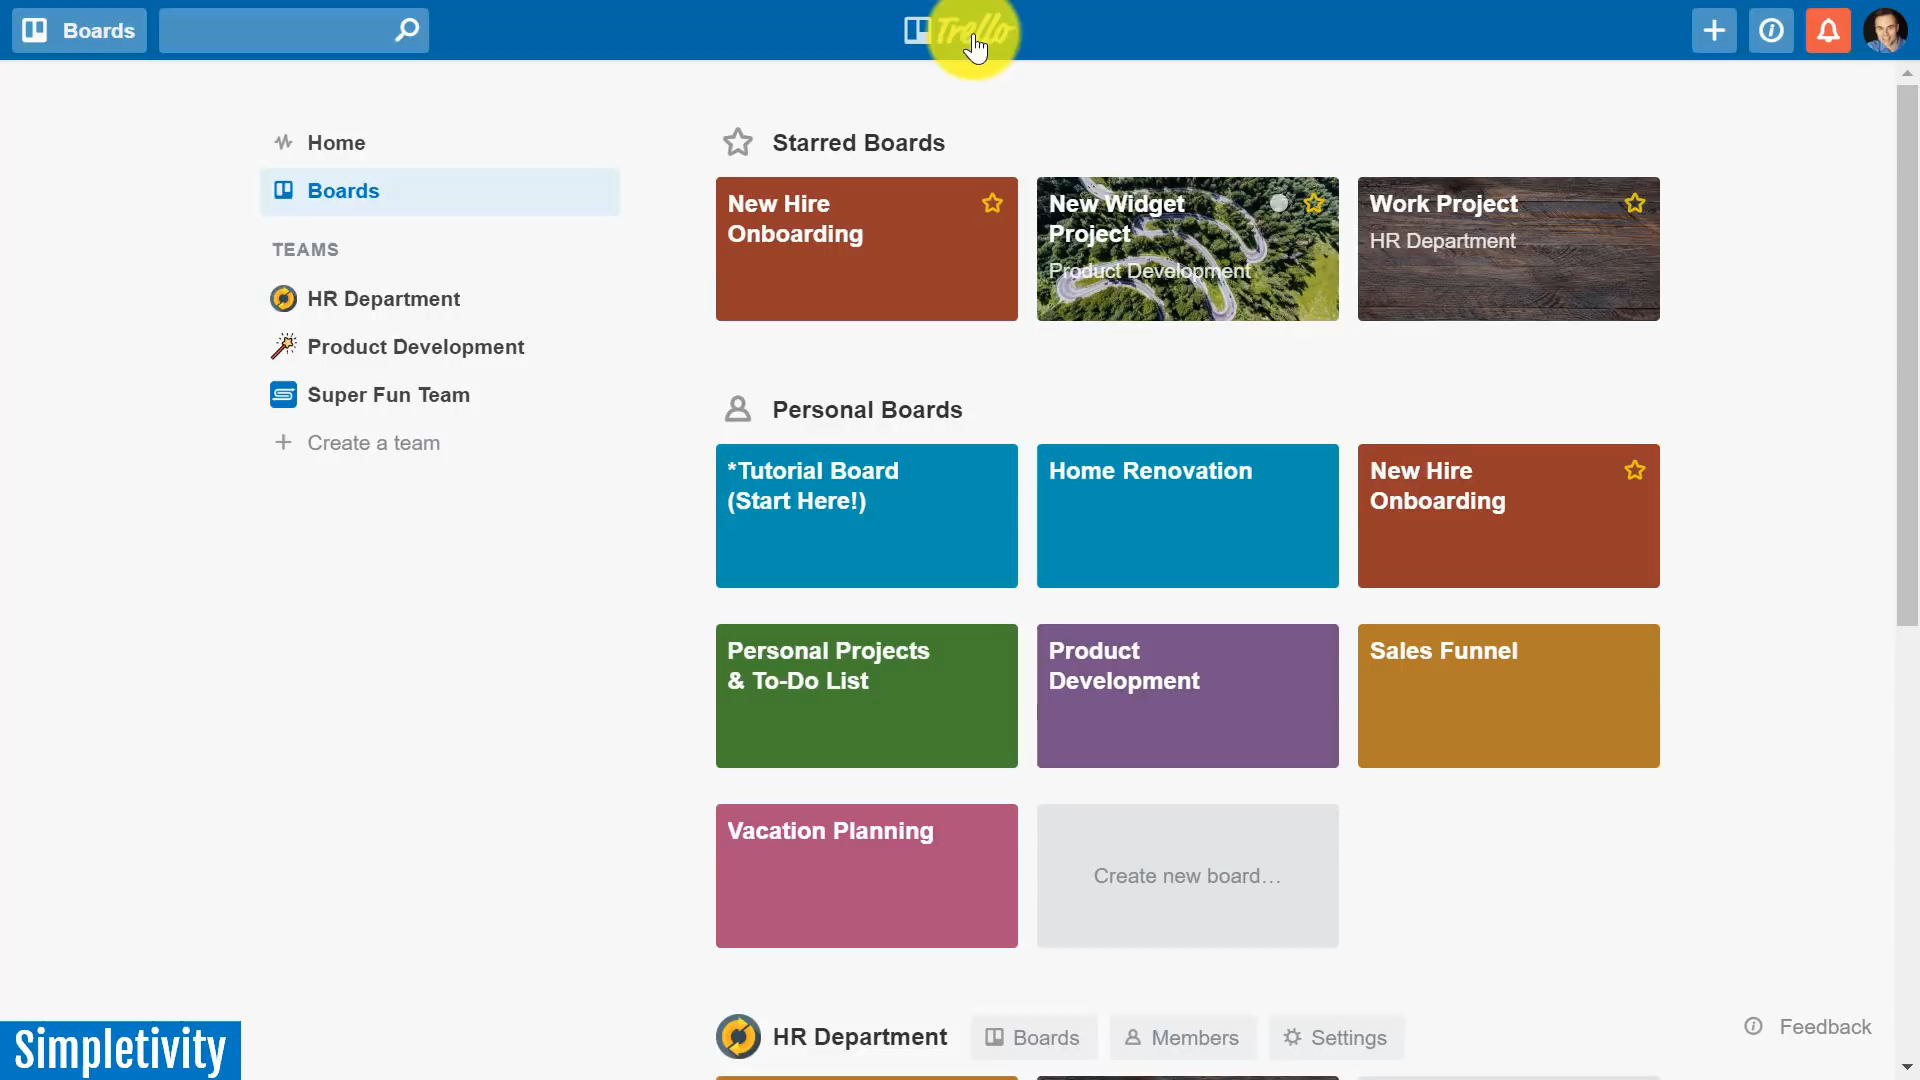 Boards
Trello
Home
Boards
TEAMS
HR Department
Product Development
Super Fun Team
Create a team
Starred Boards
New Hire
Onboarding
New Widget
Project
Product Development
Work Project
HR Department
Personal Boards
*Tutorial Board
(Start Here!)
Home Renovation
New Hire
Onboarding
Personal Projects
& To-Do List
Product
Development
Sales Funnel
Vacation Planning
Create new board…
HR Department
Boards
Members
Settings
Feedback
Simpletivity